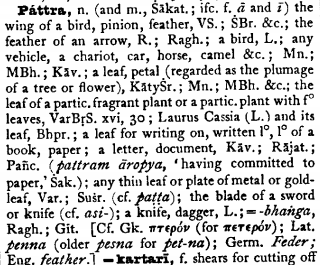 Páttra, n. (and m., Śākat.; ifc. f. ā and ī) the
wing of a bird, pinion, feather, VS.; ŚBr. &c.; the
feather of an arrow, R.; Ragh.; a bird, L.; any
vehicle, a chariot, car, horse, camel &c.; Mn.;
MBh.; Kāv.; a leaf, petal (regarded as the plumage
of a tree or flower), KātyŚr.; Mn.; MBh. &c.; the
leaf of a partic. fragrant plant or a partic. plant with f°
leaves, VarBṛS. xvi, 30; Laurus Cassia (L.) and its
leaf, Bhpr.; a leaf for writing on, written l°, l° of a
book, paper; a letter, document, Kāv.; Rājat.;
Pañc. (pattram āropya, 'having committed to
paper,' Śak.); any thin leaf or plate of metal or gold-
leaf, Var.; Suśr. (cf. paṭṭa); the blade of a sword
or knife (cf. asi-); a knife, dagger, L.; = -bhaṅga,
Ragh.; Gīt. [Cf. Gk. πτερόν (for πετερόν); Lat.
penna (older pesna for pet-na); Germ. Feder;
Eng. feather.] — kartarī, f. shears for cutting off